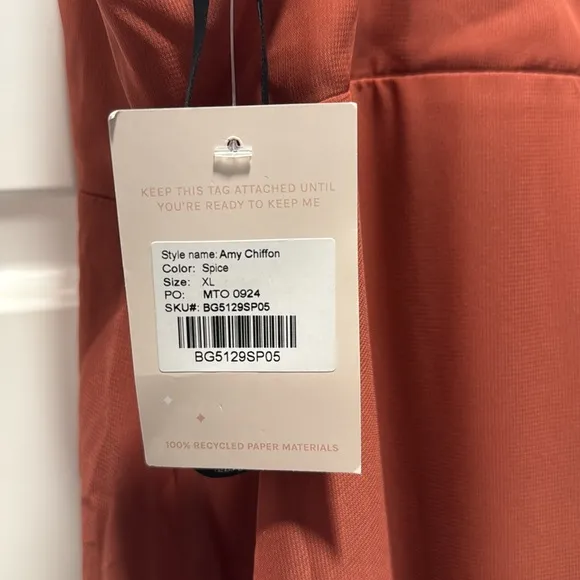 KEEP THIS TAG ATTACHED UNTIL
YOU'RE READY TO KEEP ME
Style name: Amy Chiffon
Color: Spice
Size: XL
PO: MTO 0924
SKU#: BG5129SP05
BG5129SP05
100% RECYCLED PAPER MATERIALS